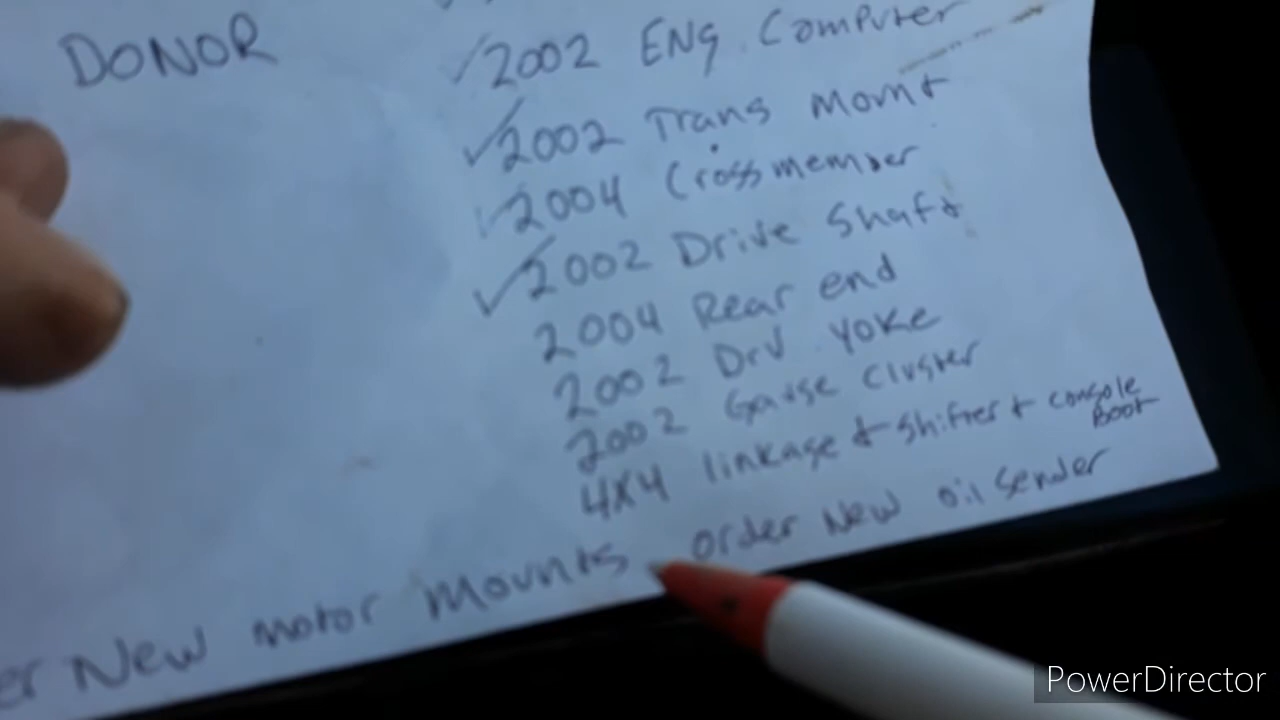 DONOR
✓2002 ENg. Computer
✓2002 Trans Mount
✓2004 Crossmember
✓2002 Drive Shaft
2004 Rear end
2002 Drv Yoke
2002 Gauge Cluster
4x4 linkage & Shifter & console
Boot
New motor Mounts order New oil Sender
PowerDirector